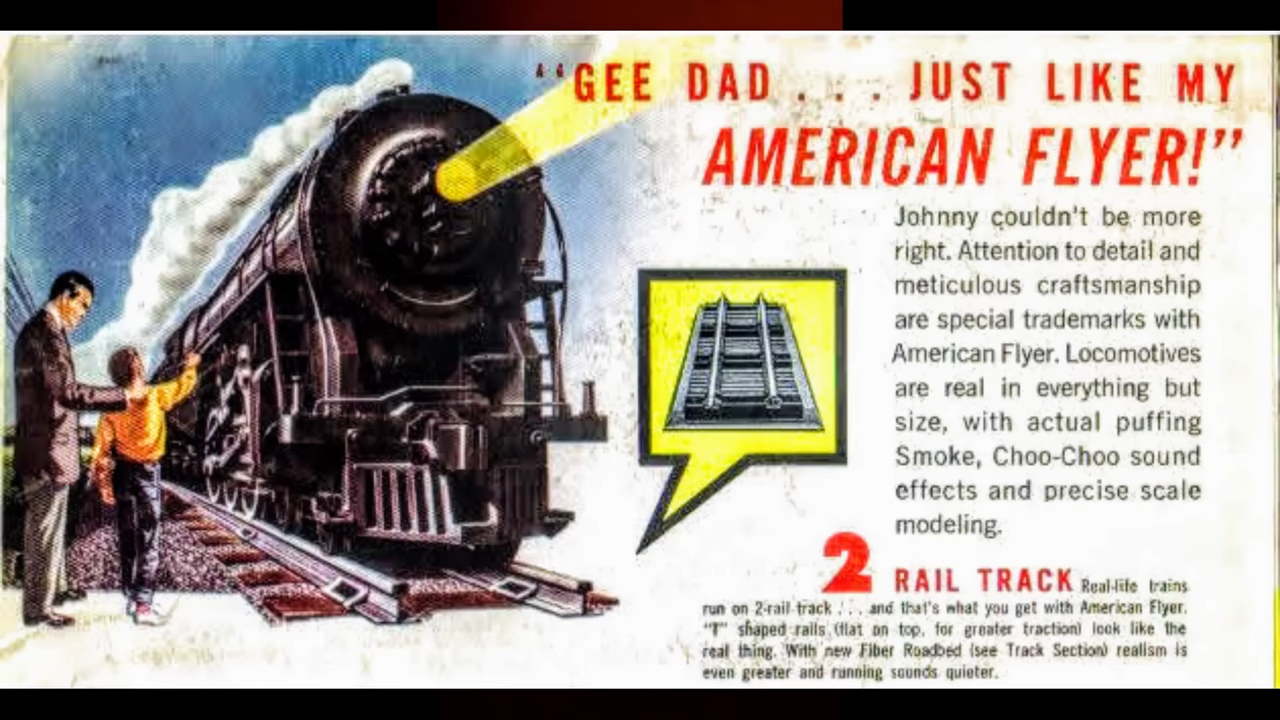 “GEE DAD . . . JUST LIKE MY
AMERICAN FLYER!”
Johnny couldn't be more
right. Attention to detail and
meticulous craftsmanship
are special trademarks with
American Flyer. Locomotives
are real in everything but
size, with actual puffing
Smoke, Choo-Choo sound
effects and precise scale
modeling.
2 RAIL TRACK Real-life trains
run on 2-rail track . . . and that's what you get with American Flyer.
"T" shaped rails (flat on top, for greater traction) look like the
real thing. With new Fiber Roadbed (see Track Section) realism is
even greater and running sounds quieter.